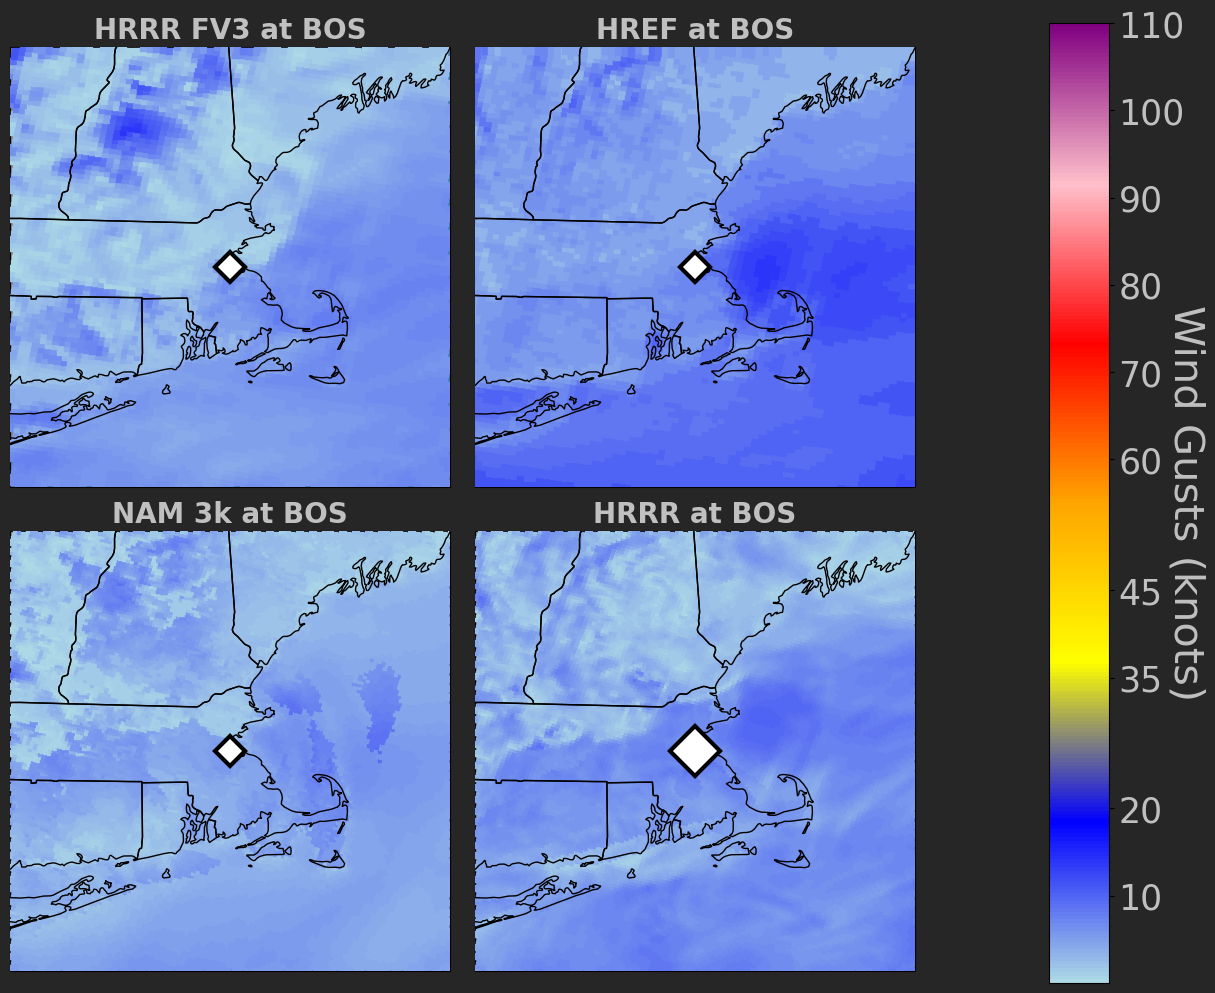 HRRR FV3 at BOS
HREF at BOS
NAM 3k at BOS
HRRR at BOS
110
100
90
80
70
60
45
35
20
10
Wind Gusts (knots)